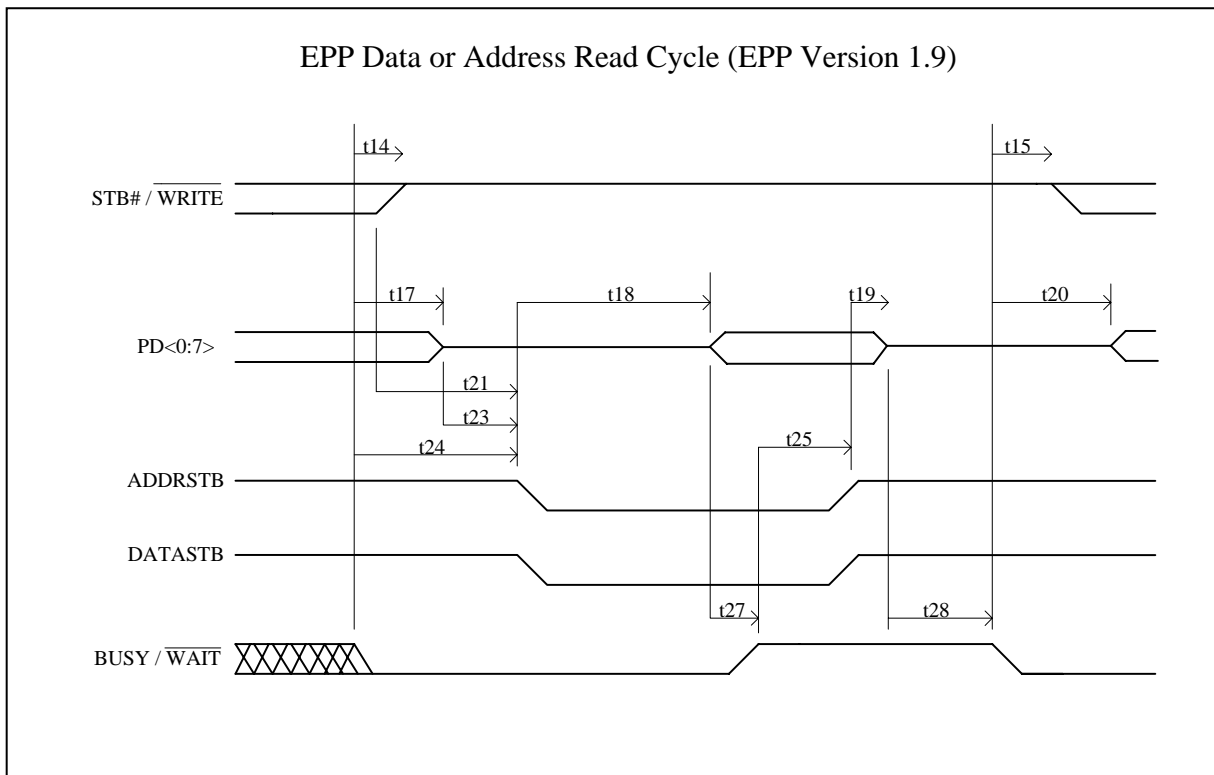 EPP Data or Address Read Cycle (EPP Version 1.9)
t14
t15
STB# / WRITE
t17
t18
t19
t20
PD<0:7>
t21
t23
t25
t24
ADDRSTB
DATASTB
t27
t28
BUSY / WAIT